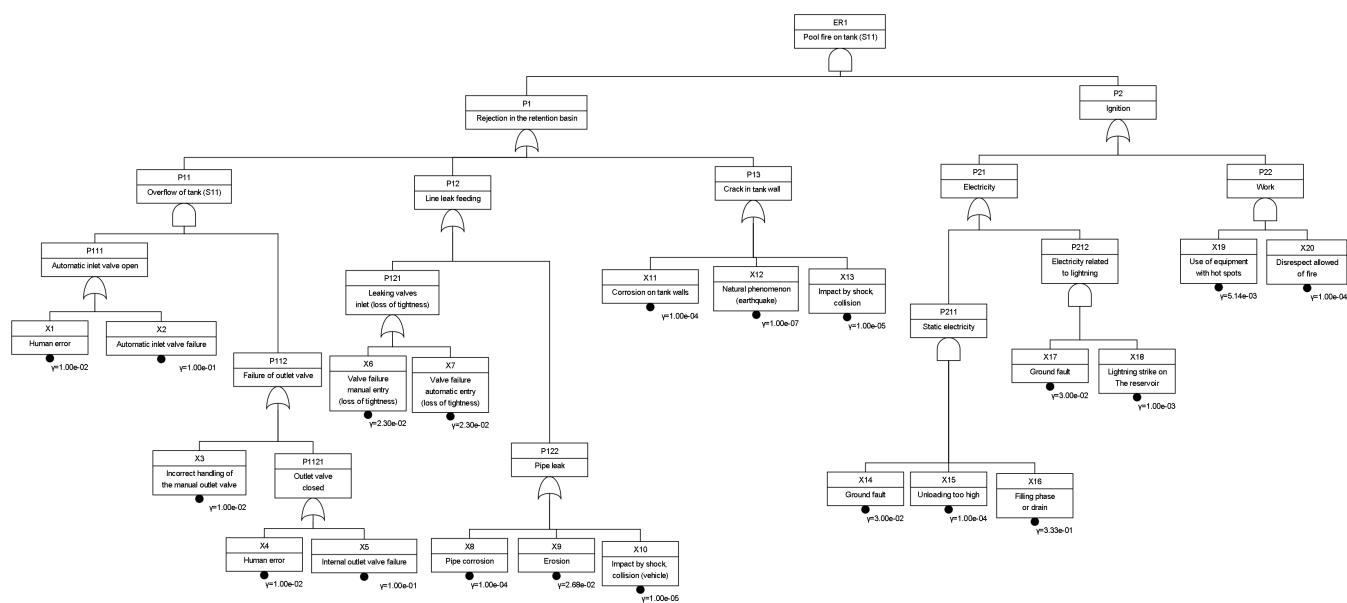 ER1
Pool fire on tank (S11)
P1
Rejection in the retention basin
P2
Ignition
P11
Overflow of tank (S11)
P12
Line leak feeding
P13
Crack in tank wall
P21
Electricity
P22
Work
P111
Automatic inlet valve open
P121
Leaking valves
inlet (loss of tightness)
X11
Corrosion on tank walls
γ=1.00e-04
X12
Natural phenomenon
(earthquake)
γ=1.00e-07
X13
Impact by shock,
collision
γ=1.00e-05
P212
Electricity related
to lightning
X19
Use of equipment
with hot spots
γ=5.14e-03
X20
Disrespect allowed
of fire
γ=1.00e-04
X1
Human error
γ=1.00e-02
X2
Automatic inlet valve failure
γ=1.00e-01
P211
Static electricity
P112
Failure of outlet valve
X6
Valve failure
manual entry
(loss of tightness)
γ=2.30e-02
X7
Valve failure
automatic entry
(loss of tightness)
γ=2.30e-02
X17
Ground fault
γ=3.00e-02
X18
Lightning strike on
The reservoir
γ=1.00e-03
X3
Incorrect handling of
the manual outlet valve
γ=1.00e-02
P1121
Outlet valve
closed
P122
Pipe leak
X14
Ground fault
γ=3.00e-02
X15
Unloading too high
γ=1.00e-04
X16
Filling phase
or drain
γ=3.33e-01
X4
Human error
γ=1.00e-02
X5
Internal outlet valve failure
γ=1.00e-01
X8
Pipe corrosion
γ=1.00e-04
X9
Erosion
γ=2.68e-02
X10
Impact by shock,
collision (vehicle)
γ=1.00e-05